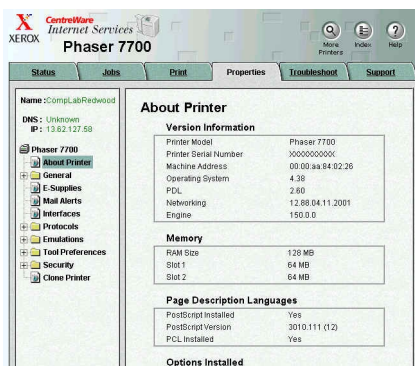 CentreWare
Internet Services
XEROX
Phaser 7700
More Printers
Index
Help
Status
Jobs
Print
Properties
Troubleshoot
Support
Name :CompLabRedwood
DNS : Unknown
IP : 13.62.127.58
Phaser 7700
About Printer
General
E-Supplies
Mail Alerts
Interfaces
Protocols
Emulations
Tool Preferences
Security
Clone Printer
About Printer
Version Information
Printer Model Phaser 7700
Printer Serial Number XXXXXXXXXX
Machine Address 00:00:aa:84:02:26
Operating System 4.38
PDL 2.60
Networking 12.88.04.11.2001
Engine 150.0.0
Memory
RAM Size 128 MB
Slot 1 64 MB
Slot 2 64 MB
Page Description Languages
PostScript Installed Yes
PostScript Version 3010.111 (12)
PCL Installed Yes
Options Installed